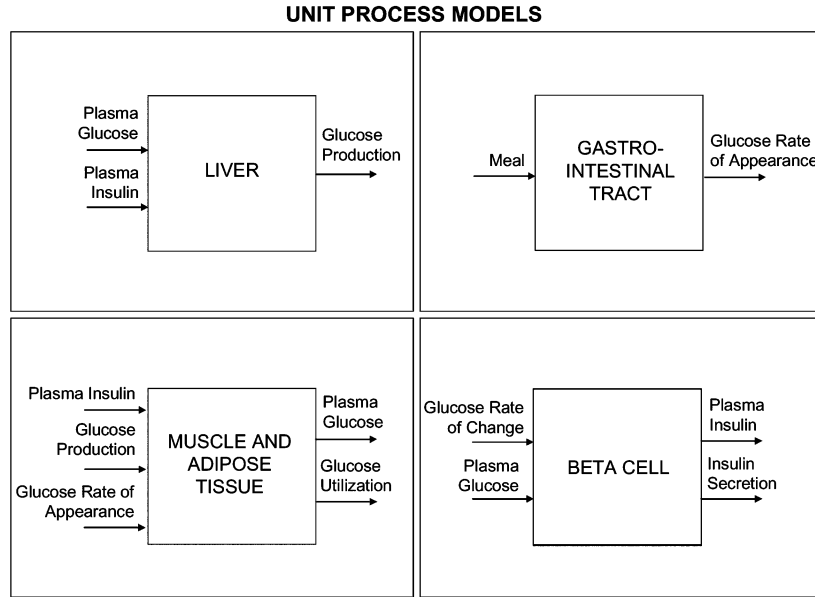 UNIT PROCESS MODELS
Plasma
Glucose
Plasma
Insulin
LIVER
Glucose
Production
Meal
GASTRO-
INTESTINAL
TRACT
Glucose Rate
of Appearance
Plasma Insulin
Glucose
Production
Glucose Rate of
Appearance
MUSCLE AND
ADIPOSE
TISSUE
Plasma
Glucose
Glucose
Utilization
Glucose Rate
of Change
Plasma
Glucose
BETA CELL
Plasma
Insulin
Insulin
Secretion